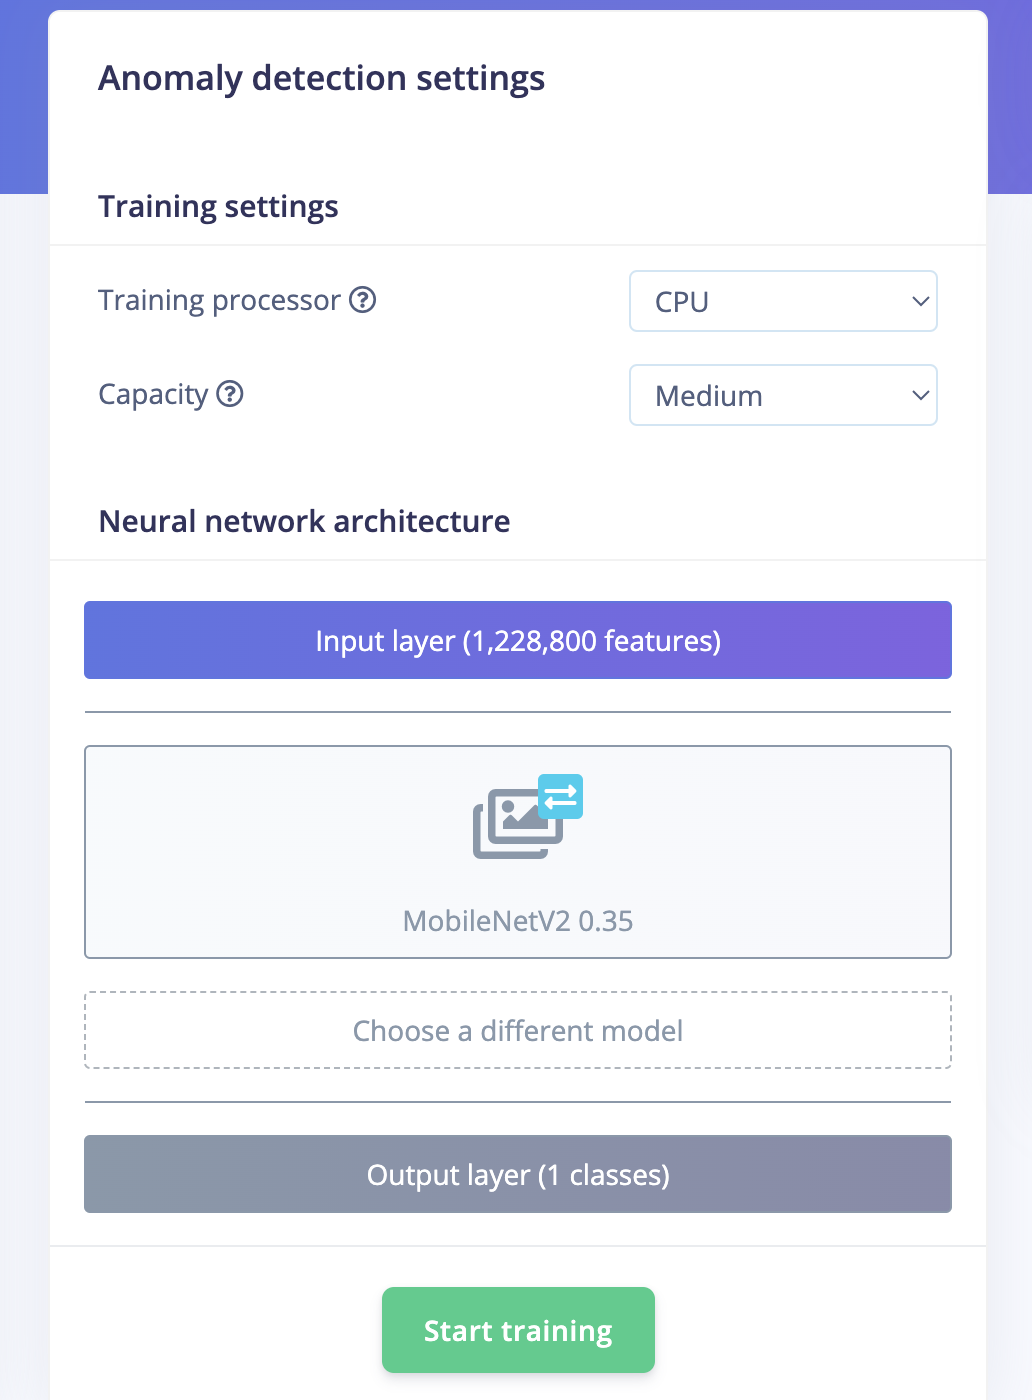 Anomaly detection settings
Training settings
Training processor ?
CPU
Capacity ?
Medium
Neural network architecture
Input layer (1,228,800 features)
MobileNetV2 0.35
Choose a different model
Output layer (1 classes)
Start training